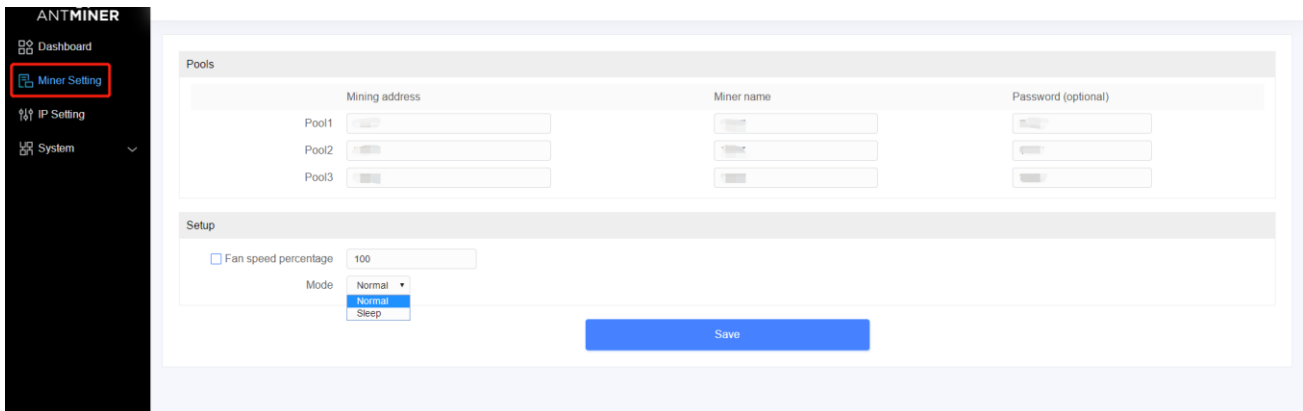 ANTMINER
Dashboard
Miner Setting
IP Setting
System
Pools
Mining address Miner name Password (optional)
Pool1
Pool2
Pool3
Setup
Fan speed percentage 100
Mode Normal
Normal
Sleep
Save